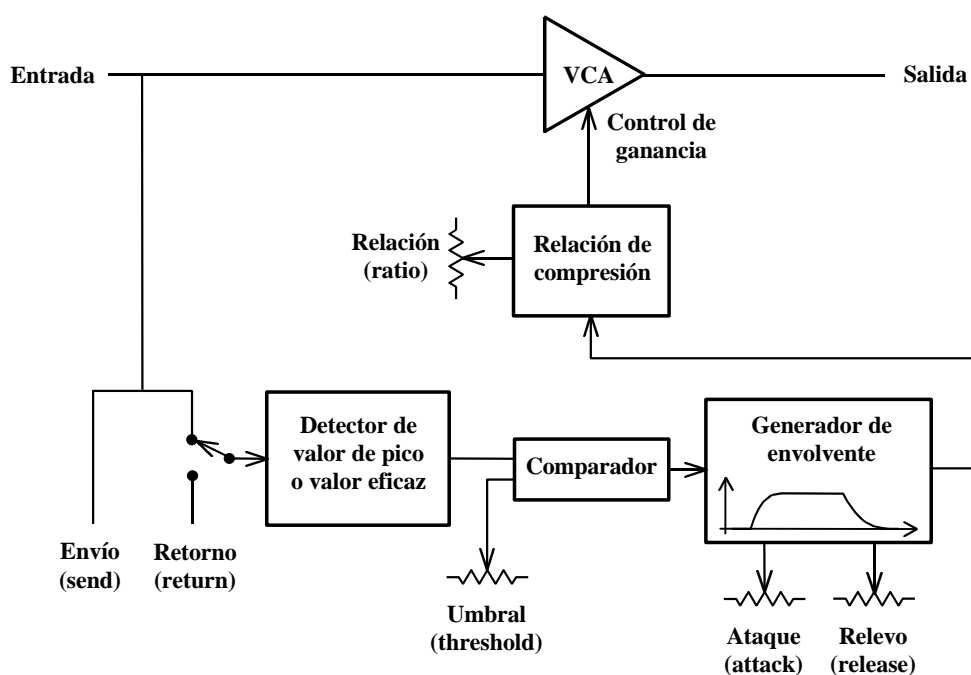 Entrada
VCA
Salida
Control de
ganancia
Relación
(ratio)
Relación de
compresión
Detector de
valor de pico
o valor eficaz
Comparador
Generador de
envolvente
Envío
(send)
Retorno
(return)
Umbral
(threshold)
Ataque
(attack)
Relevo
(release)